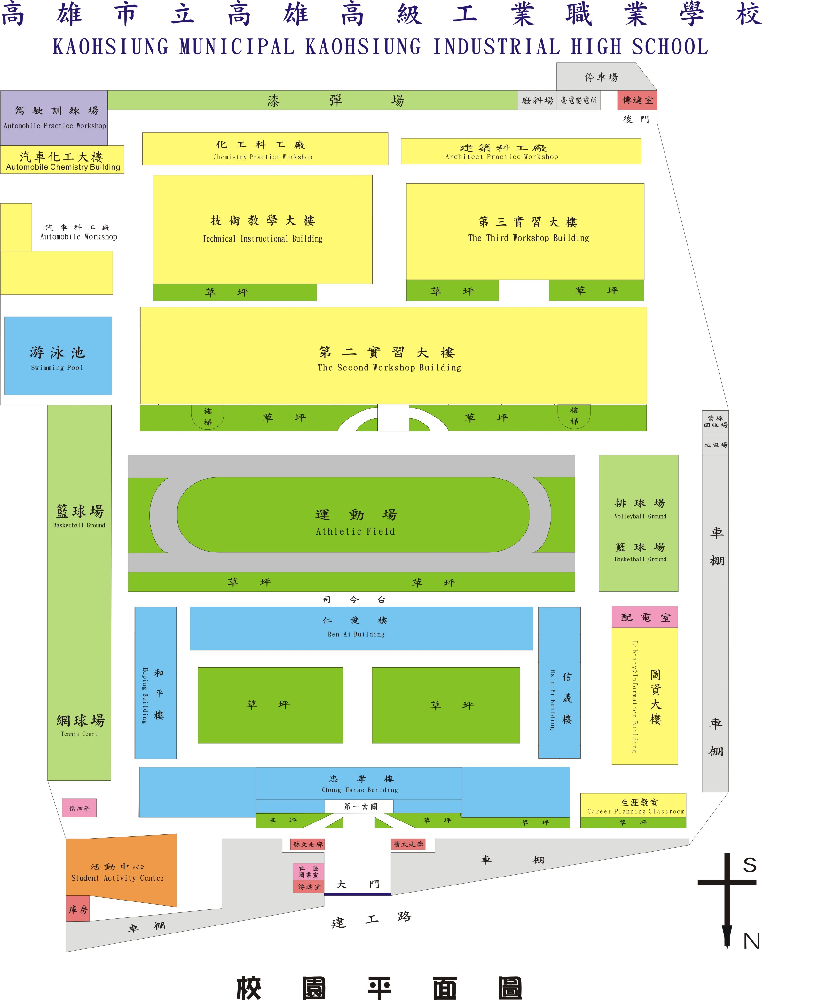 高雄市立高雄高級工業職業學校
KAOHSIUNG MUNICIPAL KAOHSIUNG INDUSTRIAL HIGH SCHOOL
停車場
駕駛訓練場
Automobile Practice Workshop
漆彈場
廢料場
臺電變電所
傳達室
後門
汽車化工大樓
Automobile Chemistry Building
化工科工廠
Chemistry Practice Workshop
建築科工廠
Architect Practice Workshop
汽車科工廠
Automobile Workshop
技術教學大樓
Technical Instructional Building
第三實習大樓
The Third Workshop Building
草坪
草坪
草坪
游泳池
Swimming Pool
第二實習大樓
The Second Workshop Building
樓梯
草坪
草坪
樓梯
資源
回收場
垃圾場
籃球場
Basketball Ground
運動場
Athletic Field
排球場
Volleyball Ground
籃球場
Basketball Ground
車棚
草坪
草坪
司令台
仁愛樓
Ren-Ai Building
配電室
和平樓
Hoping Building
草坪
草坪
信義樓
Hsin-Yi Building
圖資大樓
Library&Information Building
車棚
網球場
Tennis Court
忠孝樓
Chung-Hsiao Building
第一玄關
懷泗亭
生涯教室
Career Planning Classroom
草坪
草坪
草坪
草坪
藝文走廊
藝文走廊
活動中心
Student Activity Center
社區
圖書室
傳達室
大門
車棚
庫房
車棚
建工路
S
N
校園平面圖